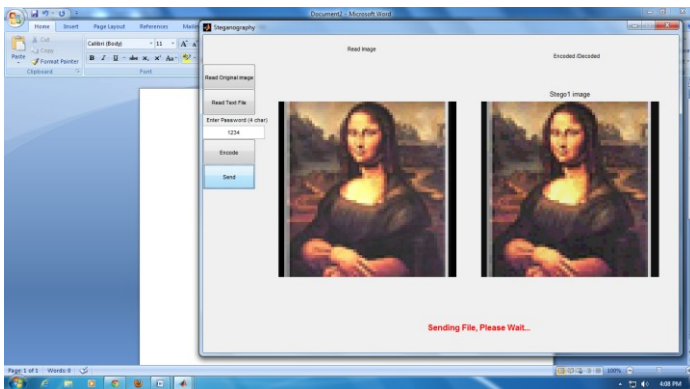 Document2 - Microsoft Word
Home Insert Page Layout References
Cut
Copy
Paste Format Painter
Clipboard
Calibri (Body) 11
Font
Steganography
Read Image
Encoded /Decoded
Read Original Image
Read Text File
Enter Password (4 char)
1234
Encode
Send
Stego1 image
Sending File, Please Wait...
Page: 1 of 1 Words: 0
100%
4:08 PM